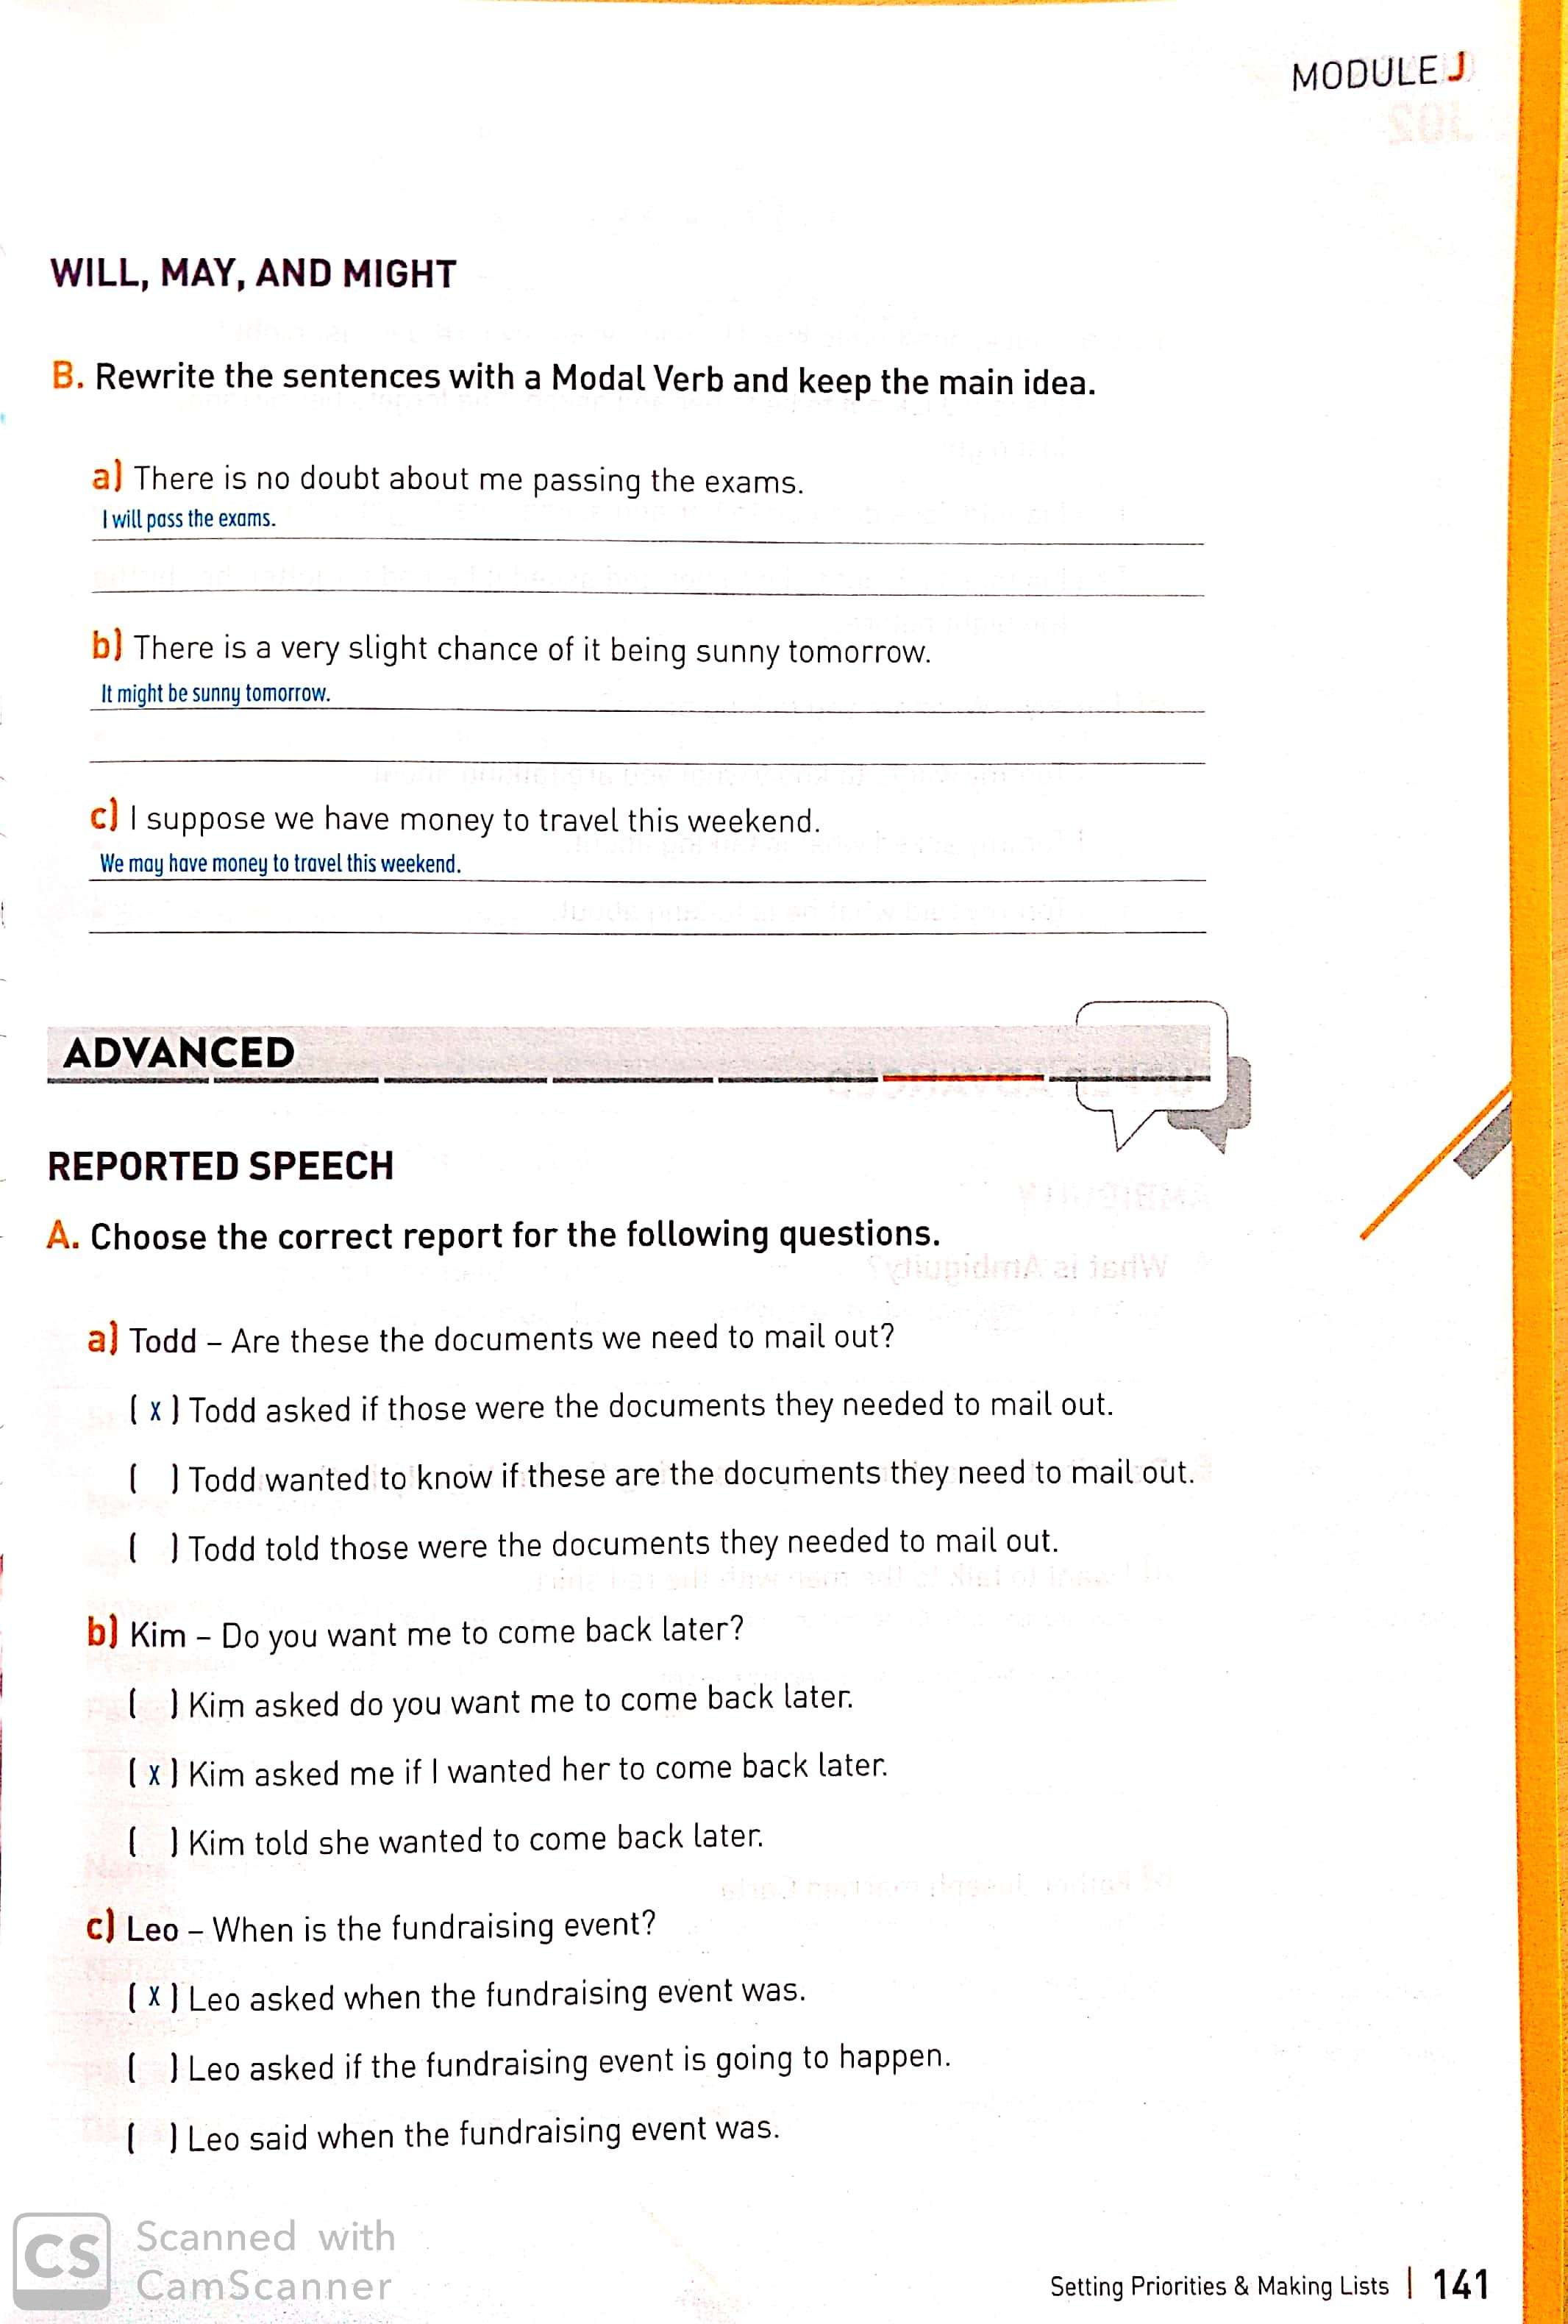 MODULE J
WILL, MAY, AND MIGHT
B. Rewrite the sentences with a Modal Verb and keep the main idea.
a) There is no doubt about me passing the exams.
I will pass the exams.
b) There is a very slight chance of it being sunny tomorrow.
It might be sunny tomorrow.
c) I suppose we have money to travel this weekend.
We may have money to travel this weekend.
ADVANCED
REPORTED SPEECH
A. Choose the correct report for the following questions.
a) Todd – Are these the documents we need to mail out?
( x ) Todd asked if those were the documents they needed to mail out.
( ) Todd wanted to know if these are the documents they need to mail out.
( ) Todd told those were the documents they needed to mail out.
b) Kim – Do you want me to come back later?
( ) Kim asked do you want me to come back later.
( x ) Kim asked me if I wanted her to come back later.
( ) Kim told she wanted to come back later.
c) Leo – When is the fundraising event?
( x ) Leo asked when the fundraising event was.
( ) Leo asked if the fundraising event is going to happen.
( ) Leo said when the fundraising event was.
CS Scanned with
CamScanner
Setting Priorities & Making Lists | 141